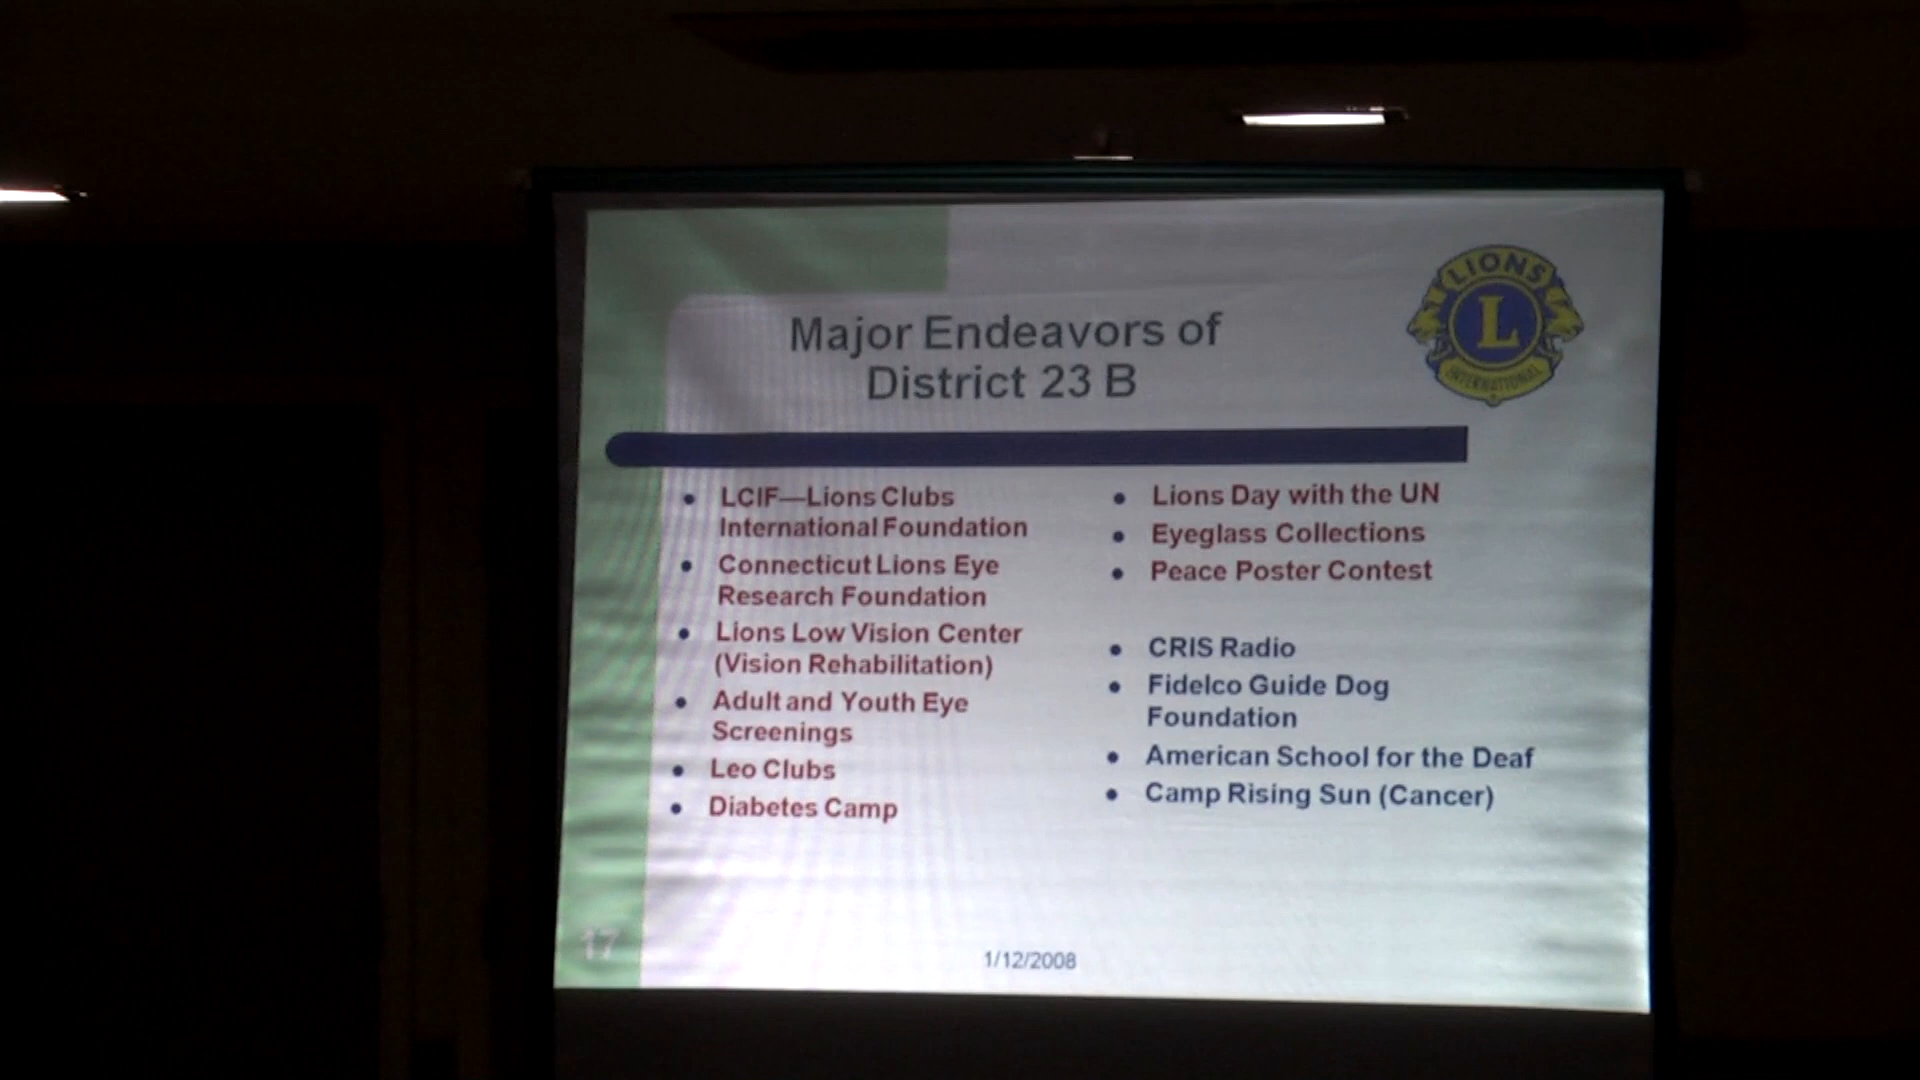 LIONS
L
INTERNATIONAL
Major Endeavors of
District 23 B
• LCIF—Lions Clubs
International Foundation
• Connecticut Lions Eye
Research Foundation
• Lions Low Vision Center
(Vision Rehabilitation)
• Adult and Youth Eye
Screenings
• Leo Clubs
• Diabetes Camp
• Lions Day with the UN
• Eyeglass Collections
• Peace Poster Contest
• CRIS Radio
• Fidelco Guide Dog
Foundation
• American School for the Deaf
• Camp Rising Sun (Cancer)
17
1/12/2008